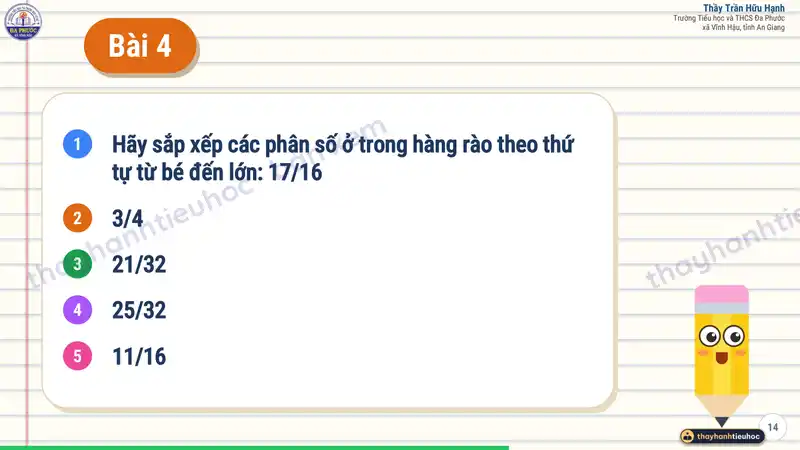 Thầy Trần Hữu Hạnh
Trường Tiểu học và THCS Đa Phước
xã Vĩnh Hậu, tỉnh An Giang
ĐA PHƯỚC
Bài 4
1 Hãy sắp xếp các phân số ở trong hàng rào theo thứ
tự từ bé đến lớn: 17/16
2 3/4
3 21/32
4 25/32
5 11/16
14
thayhanhtieuhoc